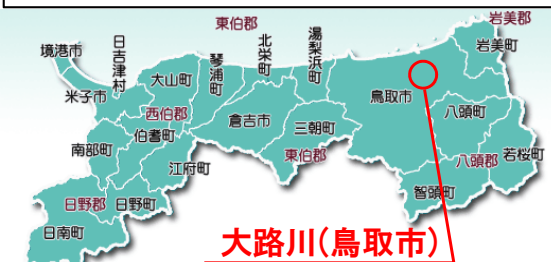 東伯郡
岩美郡
境港市
日吉津村
大山町
琴浦町
北栄町
湯梨浜町
岩美町
米子市
鳥取市
西伯郡
倉吉市
三朝町
八頭町
南部町
伯耆町
江府町
東伯郡
八頭郡
若桜町
日野郡
日野町
智頭町
日南町
大路川(鳥取市)